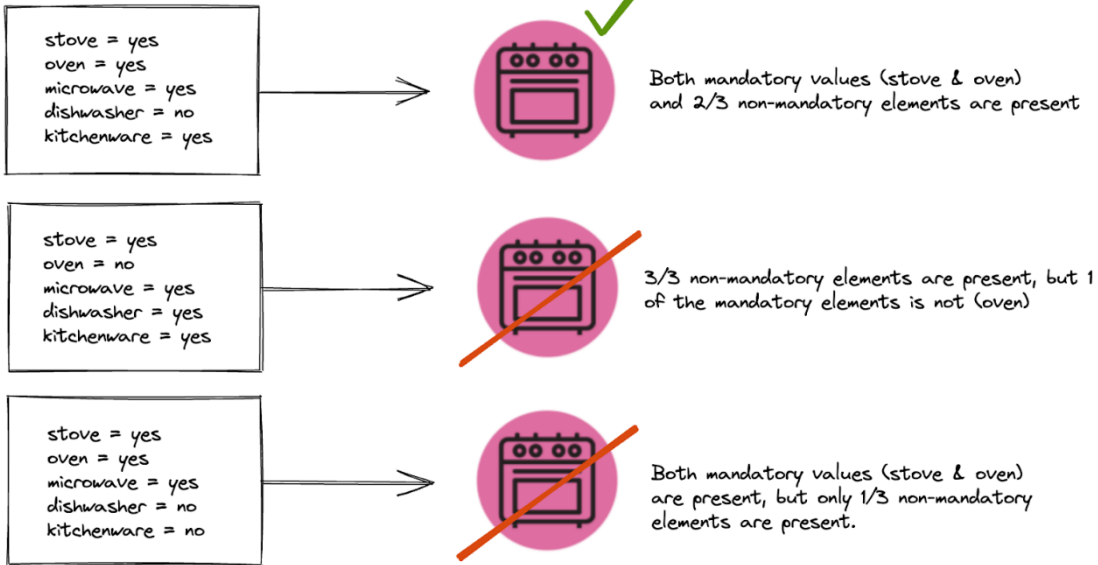 stove = yes
oven = yes
microwave = yes
dishwasher = no
kitchenware = yes
Both mandatory values (stove & oven)
and 2/3 non-mandatory elements are present
stove = yes
oven = no
microwave = yes
dishwasher = yes
kitchenware = yes
3/3 non-mandatory elements are present, but 1
of the mandatory elements is not (oven)
stove = yes
oven = yes
microwave = yes
dishwasher = no
kitchenware = no
Both mandatory values (stove & oven)
are present, but only 1/3 non-mandatory
elements are present.